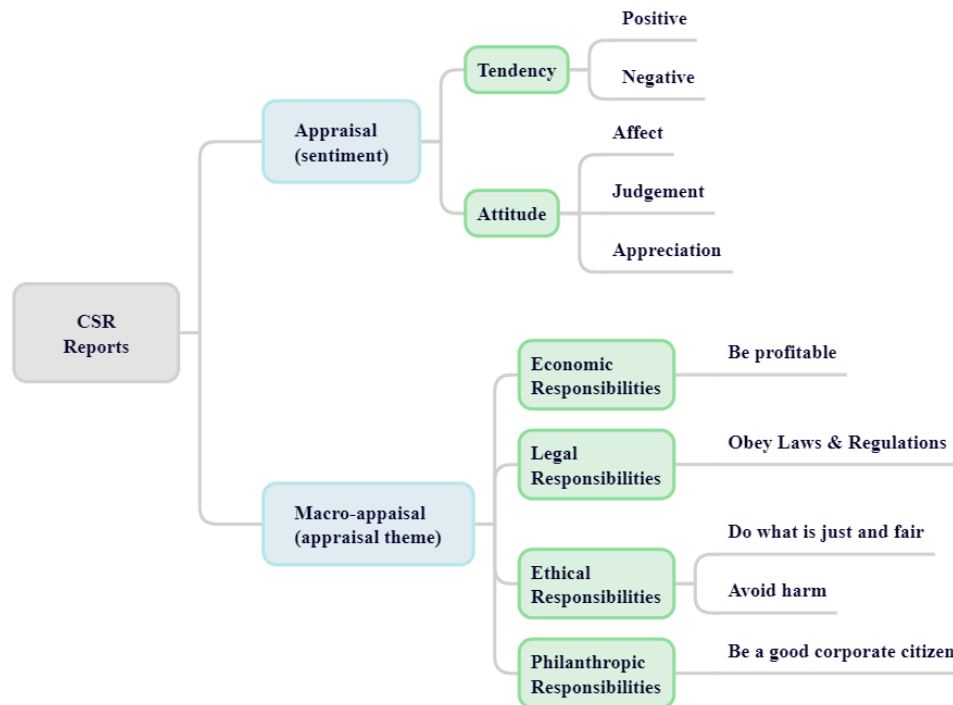 CSR
Reports
Appraisal
(sentiment)
Tendency
Positive
Negative
Attitude
Affect
Judgement
Appreciation
Macro-appaisal
(appraisal theme)
Economic
Responsibilities
Be profitable
Legal
Responsibilities
Obey Laws & Regulations
Ethical
Responsibilities
Do what is just and fair
Avoid harm
Philanthropic
Responsibilities
Be a good corporate citizen